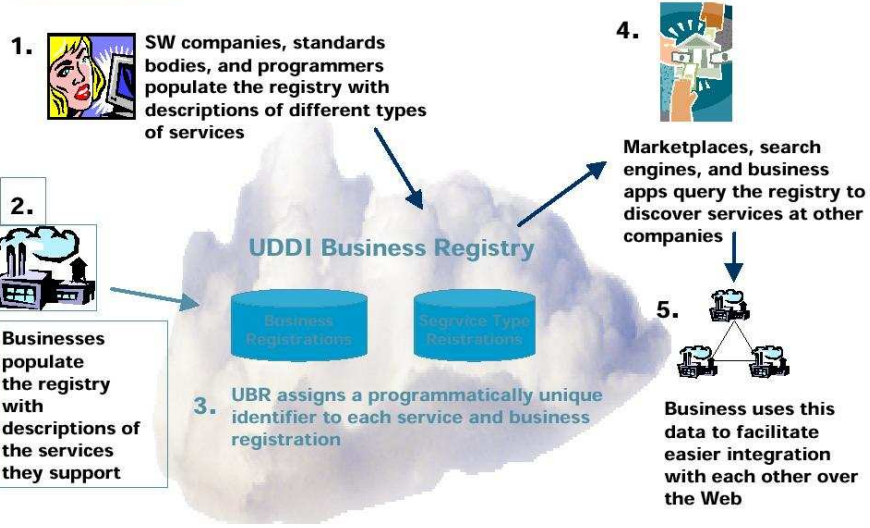 1.
SW companies, standards
bodies, and programmers
populate the registry with
descriptions of different types
of services
2.
Businesses
populate
the registry
with
descriptions of
the services
they support
UDDI Business Registry
Business
Registrations
Segrvice Type
Reistrations
3.
UBR assigns a programmatically unique
identifier to each service and business
registration
4.
Marketplaces, search
engines, and business
apps query the registry to
discover services at other
companies
5.
Business uses this
data to facilitate
easier integration
with each other over
the Web